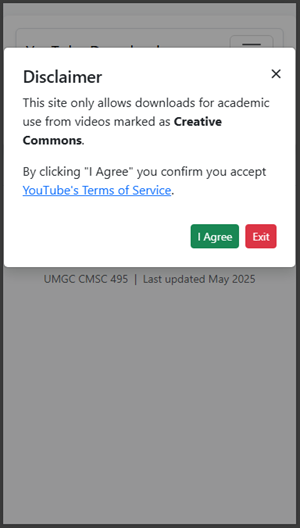 Disclaimer
This site only allows downloads for academic
use from videos marked as Creative
Commons.
By clicking "I Agree" you confirm you accept
YouTube's Terms of Service.
I Agree Exit
UMGC CMSC 495 | Last updated May 2025